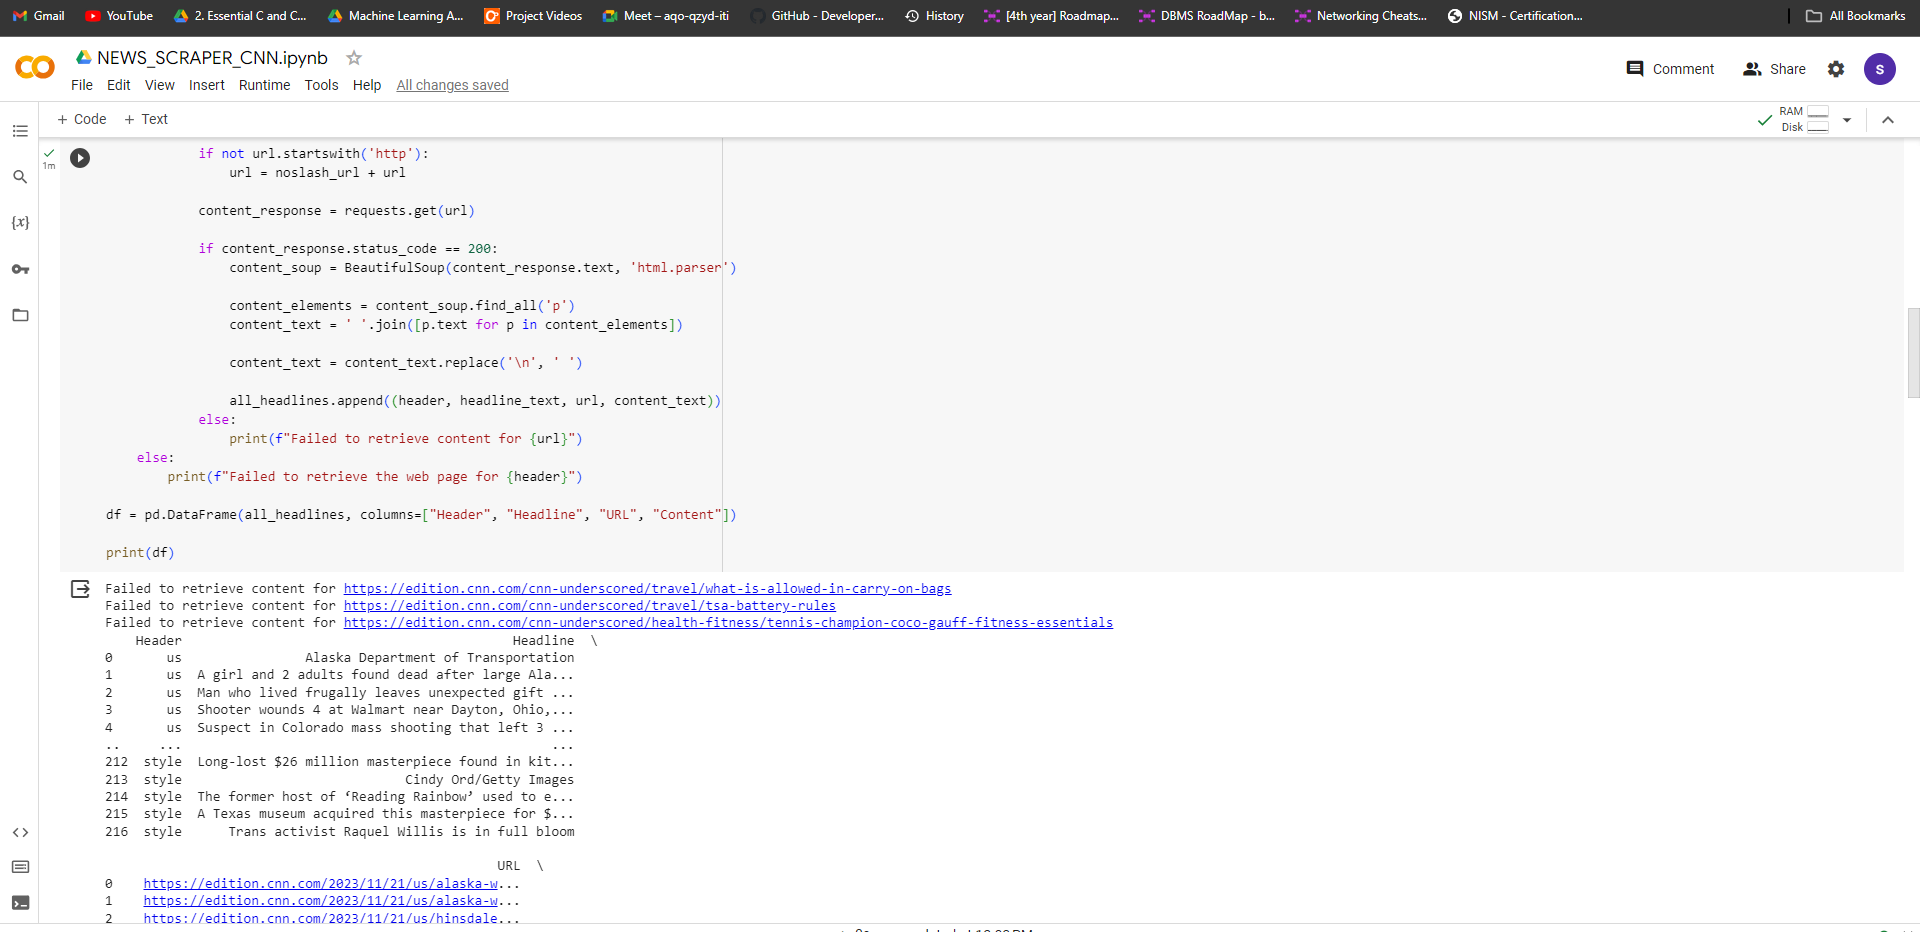 Gmail YouTube 2. Essential C and C... Machine Learning A... Project Videos Meet – aqo-qzyd-iti GitHub - Developer... History [4th year] Roadmap... DBMS RoadMap - b... Networking Cheats... NISM - Certification... All Bookmarks
NEWS_SCRAPER_CNN.ipynb
File Edit View Insert Runtime Tools Help All changes saved
Comment Share S
+ Code + Text
RAM
Disk
1m
if not url.startswith('http'):
url = noslash_url + url
content_response = requests.get(url)
if content_response.status_code == 200:
content_soup = BeautifulSoup(content_response.text, 'html.parser')
content_elements = content_soup.find_all('p')
content_text = ' '.join([p.text for p in content_elements])
content_text = content_text.replace('\n', ' ')
all_headlines.append((header, headline_text, url, content_text))
else:
print(f"Failed to retrieve content for {url}")
else:
print(f"Failed to retrieve the web page for {header}")
df = pd.DataFrame(all_headlines, columns=["Header", "Headline", "URL", "Content"])
print(df)
Failed to retrieve content for https://edition.cnn.com/cnn-underscored/travel/what-is-allowed-in-carry-on-bags
Failed to retrieve content for https://edition.cnn.com/cnn-underscored/travel/tsa-battery-rules
Failed to retrieve content for https://edition.cnn.com/cnn-underscored/health-fitness/tennis-champion-coco-gauff-fitness-essentials
Header Headline \
0 us Alaska Department of Transportation
1 us A girl and 2 adults found dead after large Ala...
2 us Man who lived frugally leaves unexpected gift ...
3 us Shooter wounds 4 at Walmart near Dayton, Ohio,...
4 us Suspect in Colorado mass shooting that left 3 ...
.. ... ...
212 style Long-lost $26 million masterpiece found in kit...
213 style Cindy Ord/Getty Images
214 style The former host of ‘Reading Rainbow’ used to e...
215 style A Texas museum acquired this masterpiece for $...
216 style Trans activist Raquel Willis is in full bloom
URL \
0 https://edition.cnn.com/2023/11/21/us/alaska-w...
1 https://edition.cnn.com/2023/11/21/us/alaska-w...
2 https://edition.cnn.com/2023/11/21/us/hinsdale...